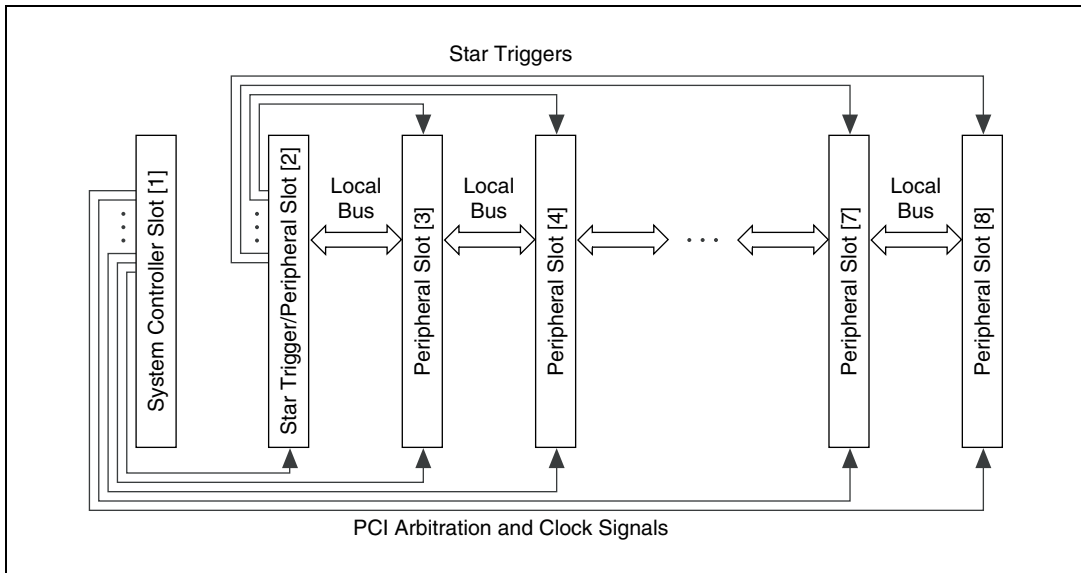 Star Triggers
System Controller Slot [1]
Star Trigger/Peripheral Slot [2]
Local
Bus
Peripheral Slot [3]
Local
Bus
Peripheral Slot [4]
Peripheral Slot [7]
Local
Bus
Peripheral Slot [8]
PCI Arbitration and Clock Signals